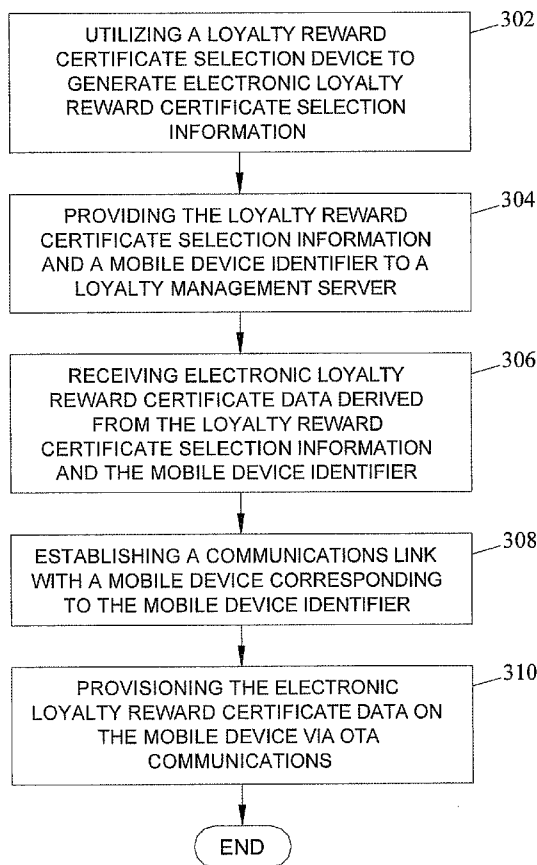 302
UTILIZING A LOYALTY REWARD
CERTIFICATE SELECTION DEVICE TO
GENERATE ELECTRONIC LOYALTY
REWARD CERTIFICATE SELECTION
INFORMATION
304
PROVIDING THE LOYALTY REWARD
CERTIFICATE SELECTION INFORMATION
AND A MOBILE DEVICE IDENTIFIER TO A
LOYALTY MANAGEMENT SERVER
306
RECEIVING ELECTRONIC LOYALTY
REWARD CERTIFICATE DATA DERIVED
FROM THE LOYALTY REWARD
CERTIFICATE SELECTION INFORMATION
AND THE MOBILE DEVICE IDENTIFIER
308
ESTABLISHING A COMMUNICATIONS LINK
WITH A MOBILE DEVICE CORRESPONDING
TO THE MOBILE DEVICE IDENTIFIER
310
PROVISIONING THE ELECTRONIC
LOYALTY REWARD CERTIFICATE DATA ON
THE MOBILE DEVICE VIA OTA
COMMUNICATIONS
END